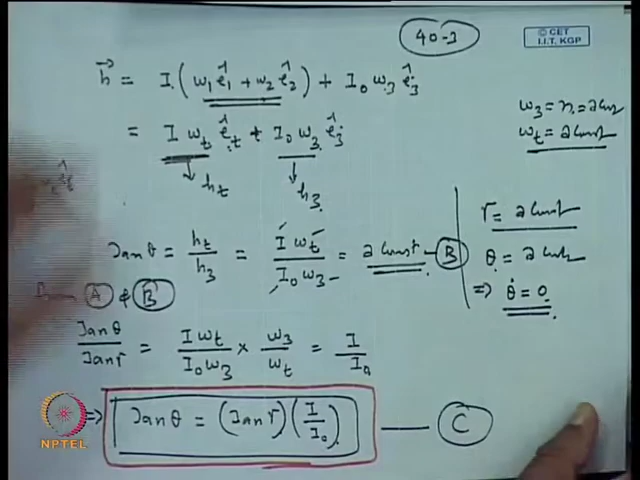 40-3
© CET
I.I.T. KGP
h⃗ = I (ω₁ ê₁ + ω₂ ê₂) + I₀ ω₃ ê₃
= I ωt êt + I₀ ω₃ ê₃
→ ht → h₃
ω₃ = n = a const
ωt = a const
Tan θ = ht / h₃ = I ωt / I₀ ω₃ = a const — (B)
γ = a const
θ = a const
⇒ θ̇ = 0
(A) & (B)
Tan θ / Tan γ = I ωt / I₀ ω₃ × ω₃ / ωt = I / I₀
⇒ Tan θ = (Tan γ) (I / I₀) — (C)
NPTEL